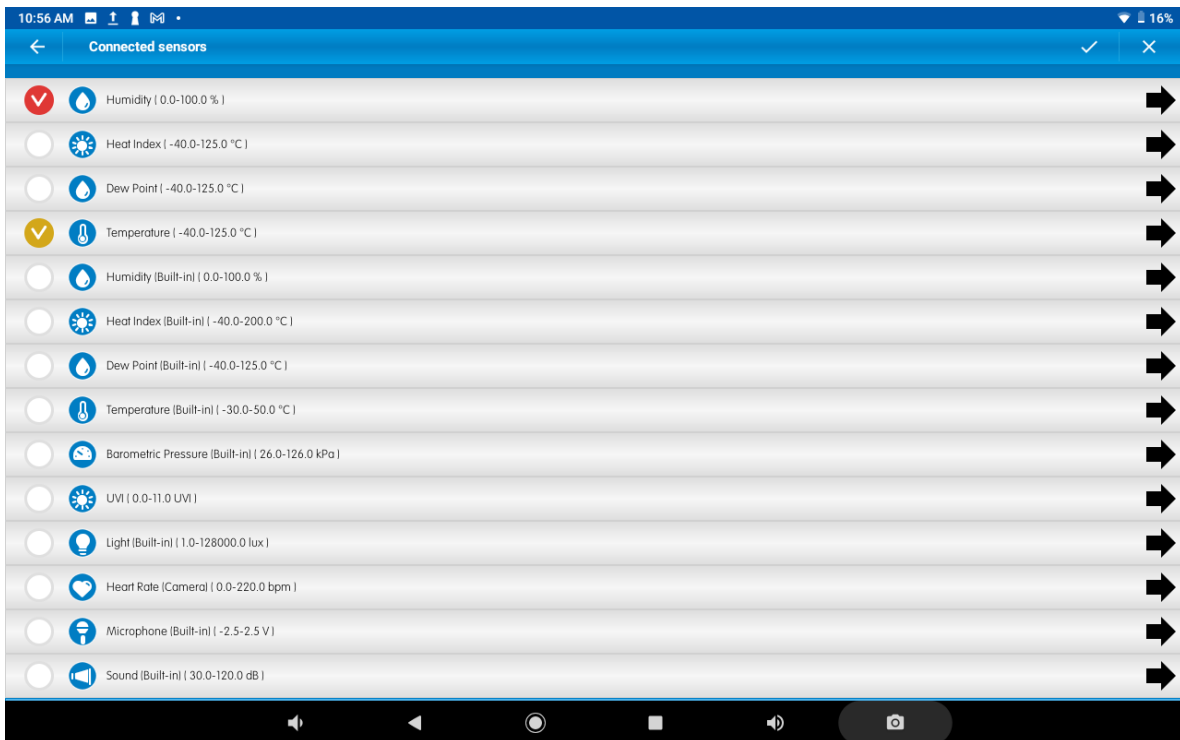 10:56 AM 16%
Connected sensors
Humidity ( 0.0-100.0 % )
Heat Index ( -40.0-125.0 °C )
Dew Point ( -40.0-125.0 °C )
Temperature ( -40.0-125.0 °C )
Humidity (Built-in) ( 0.0-100.0 % )
Heat Index (Built-in) ( -40.0-200.0 °C )
Dew Point (Built-in) ( -40.0-125.0 °C )
Temperature (Built-in) ( -30.0-50.0 °C )
Barometric Pressure (Built-in) ( 26.0-126.0 kPa )
UVI ( 0.0-11.0 UVI )
Light (Built-in) ( 1.0-128000.0 lux )
Heart Rate (Camera) ( 0.0-220.0 bpm )
Microphone (Built-in) ( -2.5-2.5 V )
Sound (Built-in) ( 30.0-120.0 dB )